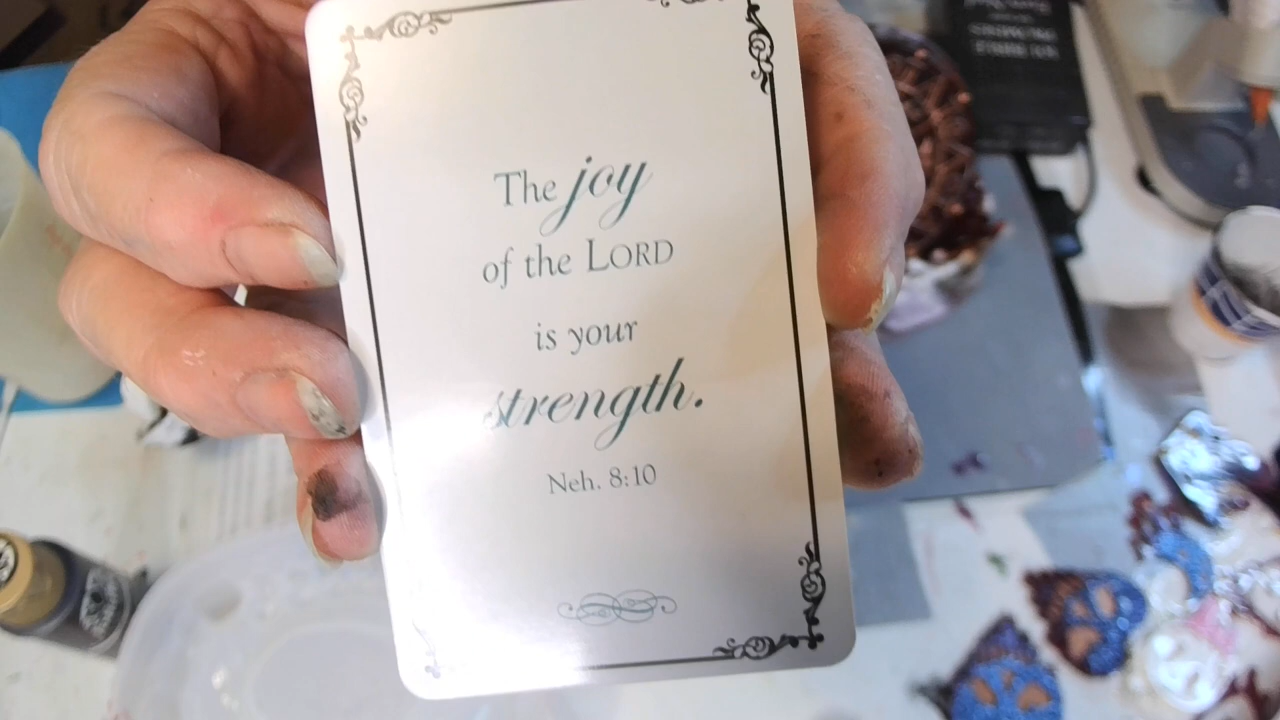 The joy
of the LORD
is your
strength.
Neh. 8:10